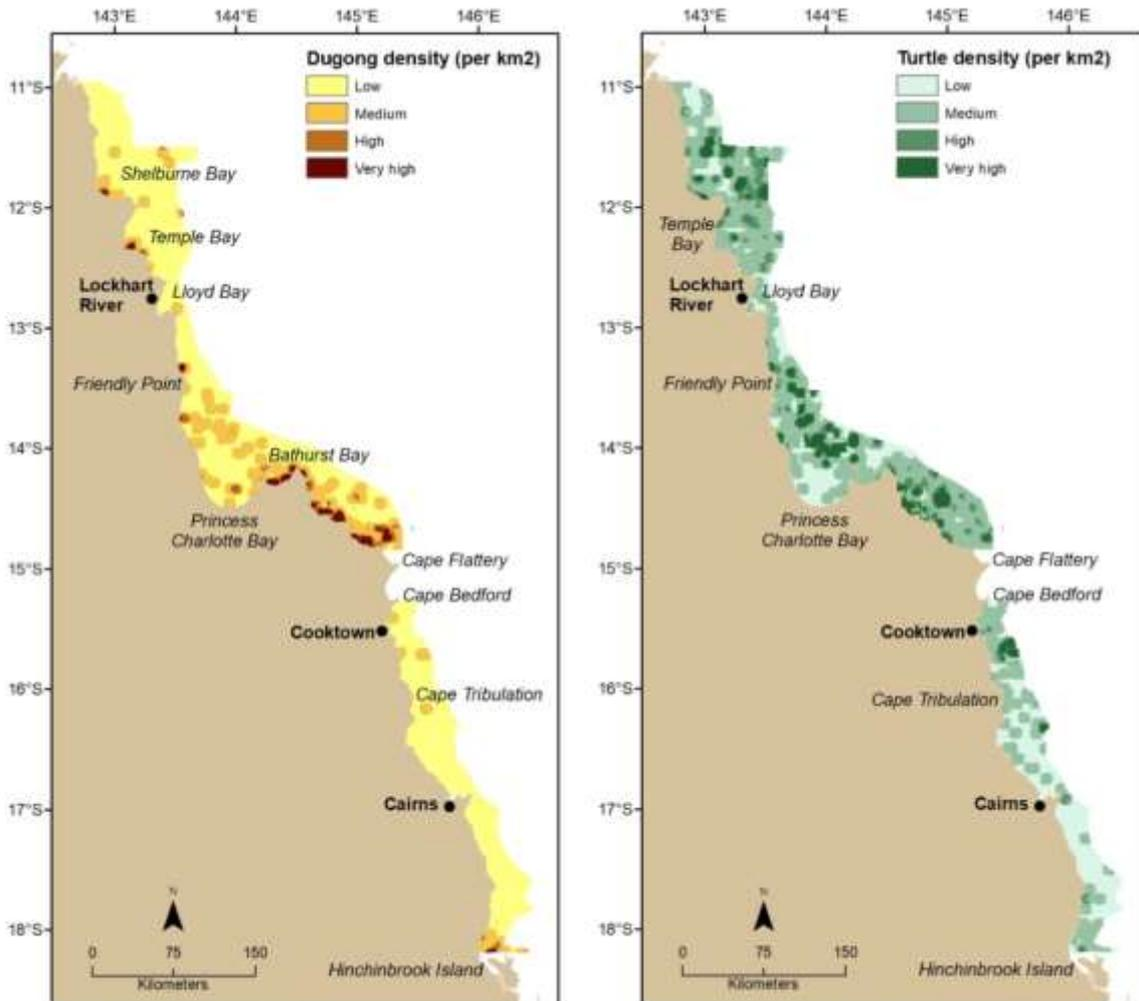 143°E 144°E 145°E 146°E
Dugong density (per km2)
Low
Medium
High
Very high
11°S
12°S
13°S
14°S
15°S
16°S
17°S
18°S
Shelburne Bay
Temple Bay
Lockhart
River
Lloyd Bay
Friendly Point
Bathurst Bay
Princess
Charlotte Bay
Cape Flattery
Cape Bedford
Cooktown
Cape Tribulation
Cairns
N
0 75 150
Kilometers
Hinchinbrook Island
143°E 144°E 145°E 146°E
Turtle density (per km2)
Low
Medium
High
Very high
11°S
12°S
13°S
14°S
15°S
16°S
17°S
18°S
Temple
Bay
Lockhart
River
Lloyd Bay
Friendly Point
Princess
Charlotte Bay
Cape Flattery
Cape Bedford
Cooktown
Cape Tribulation
Cairns
N
0 75 150
Kilometers
Hinchinbrook Island